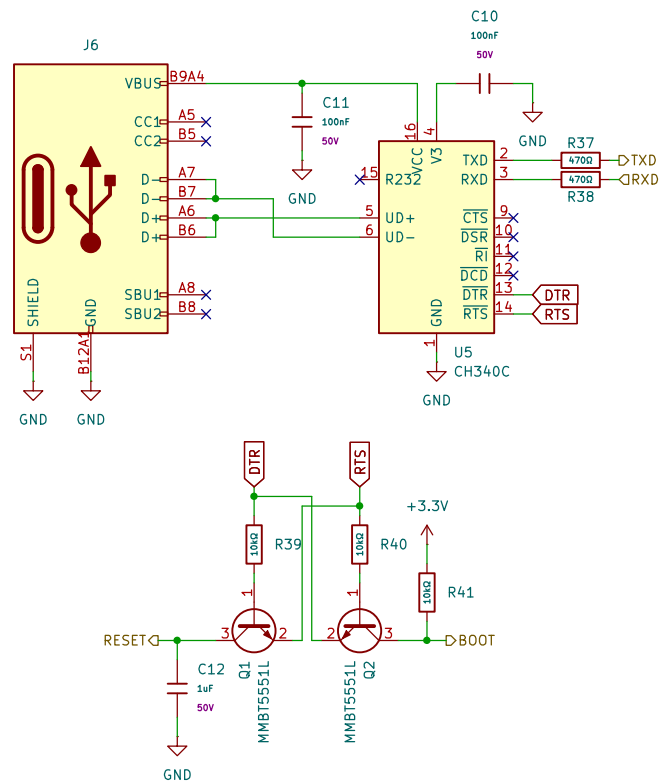 C10
100nF
50V
GND
J6
VBUS
B9A4
CC1
A5
CC2
B5
D-
A7
D-
B7
D+
A6
D+
B6
SBU1
A8
SBU2
B8
SHIELD
S1
GND
B12A1
GND
GND
C11
100nF
50V
GND
16
VCC
4
V3
15
R232
5
UD+
6
UD-
TXD
2
RXD
3
CTS
9
DSR
10
RI
11
DCD
12
DTR
13
RTS
14
GND
1
GND
U5
CH340C
R37
470Ω
TXD
470Ω
RXD
R38
DTR
RTS
DTR
RTS
10kΩ
R39
10kΩ
R40
+3.3V
10kΩ
R41
1
1
RESET
3
2
2
3
BOOT
Q1
MMBT5551L
MMBT5551L
Q2
C12
1uF
50V
GND